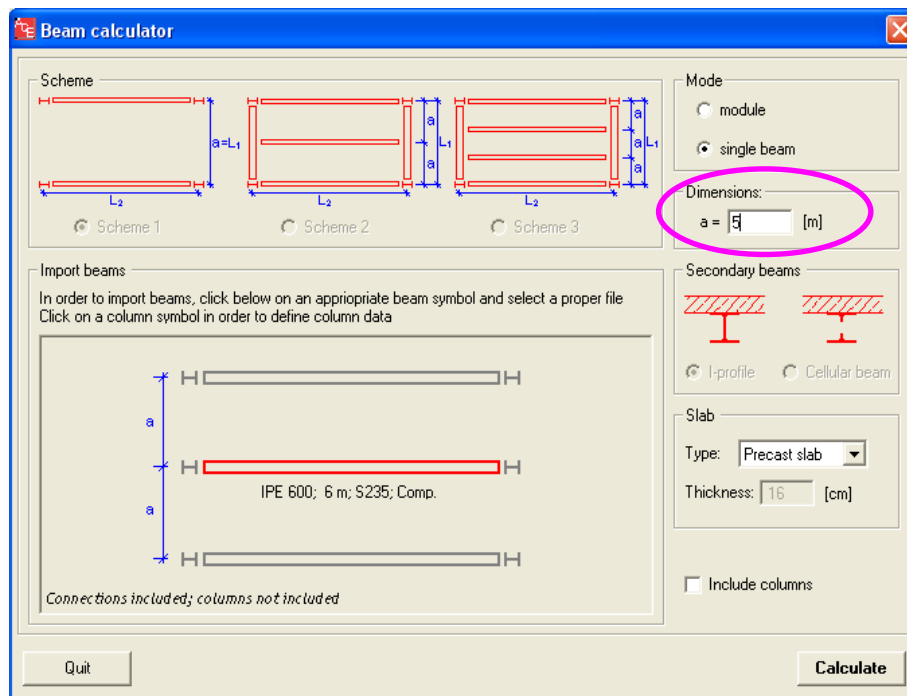 Beam calculator
Scheme
a=L₁
L₂
Scheme 1
a
a
L₁
L₂
Scheme 2
a
a
a
L₁
L₂
Scheme 3
Mode
module
single beam
Dimensions:
a = 5 [m]
Import beams
In order to import beams, click below on an appriopriate beam symbol and select a proper file
Click on a column symbol in order to define column data
a
IPE 600; 6 m; S235; Comp.
a
Connections included; columns not included
Secondary beams
I-profile Cellular beam
Slab
Type: Precast slab
Thickness: 16 [cm]
Include columns
Quit
Calculate